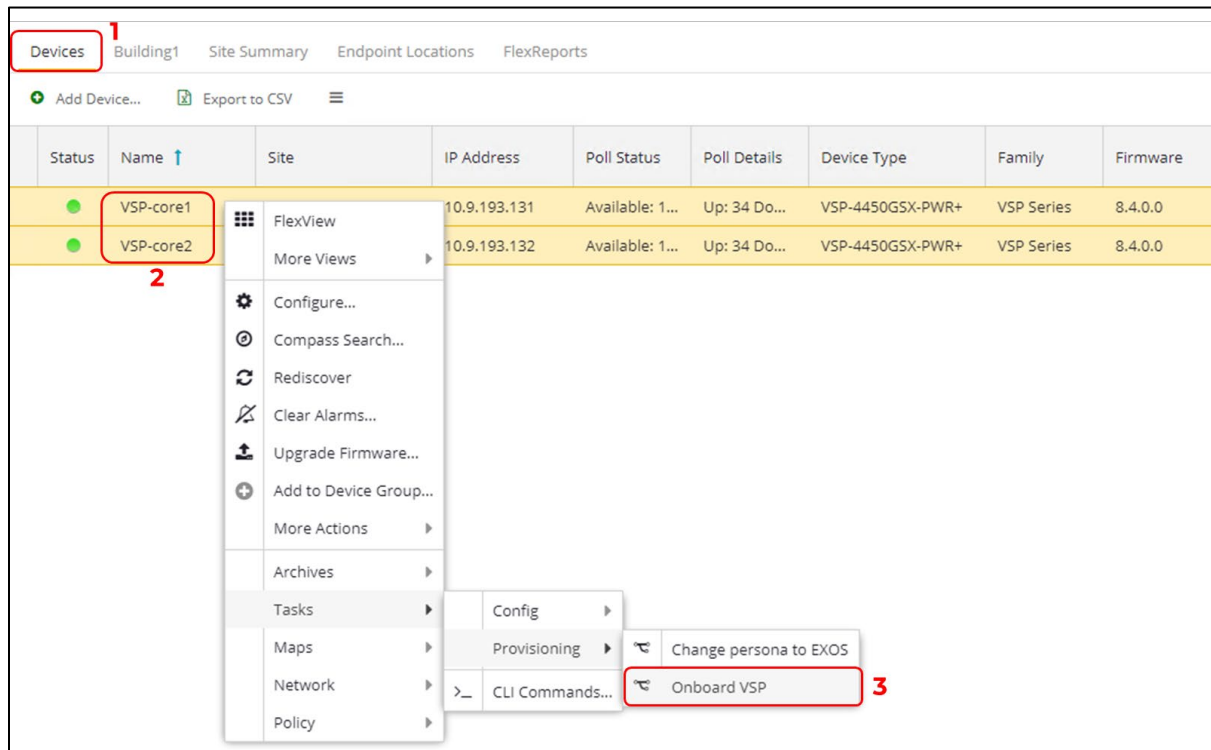 1
Devices Building1 Site Summary Endpoint Locations FlexReports
Add Device... Export to CSV
Status Name Site IP Address Poll Status Poll Details Device Type Family Firmware
VSP-core1 10.9.193.131 Available: 1... Up: 34 Do... VSP-4450GSX-PWR+ VSP Series 8.4.0.0
VSP-core2 10.9.193.132 Available: 1... Up: 34 Do... VSP-4450GSX-PWR+ VSP Series 8.4.0.0
2
FlexView
More Views
Configure...
Compass Search...
Rediscover
Clear Alarms...
Upgrade Firmware...
Add to Device Group...
More Actions
Archives
Tasks
Maps
Network
Policy
Config
Provisioning
CLI Commands...
Change persona to EXOS
Onboard VSP
3